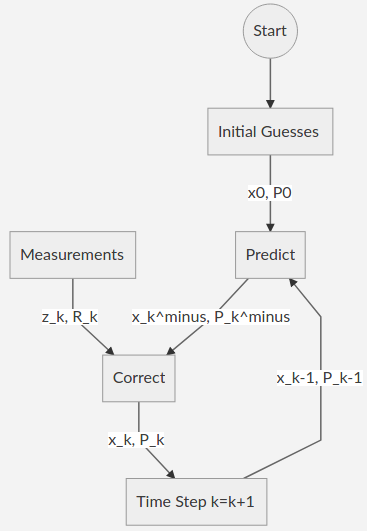 Start
Initial Guesses
x0, P0
Measurements
Predict
z_k, R_k
x_k^minus, P_k^minus
Correct
x_k-1, P_k-1
x_k, P_k
Time Step k=k+1